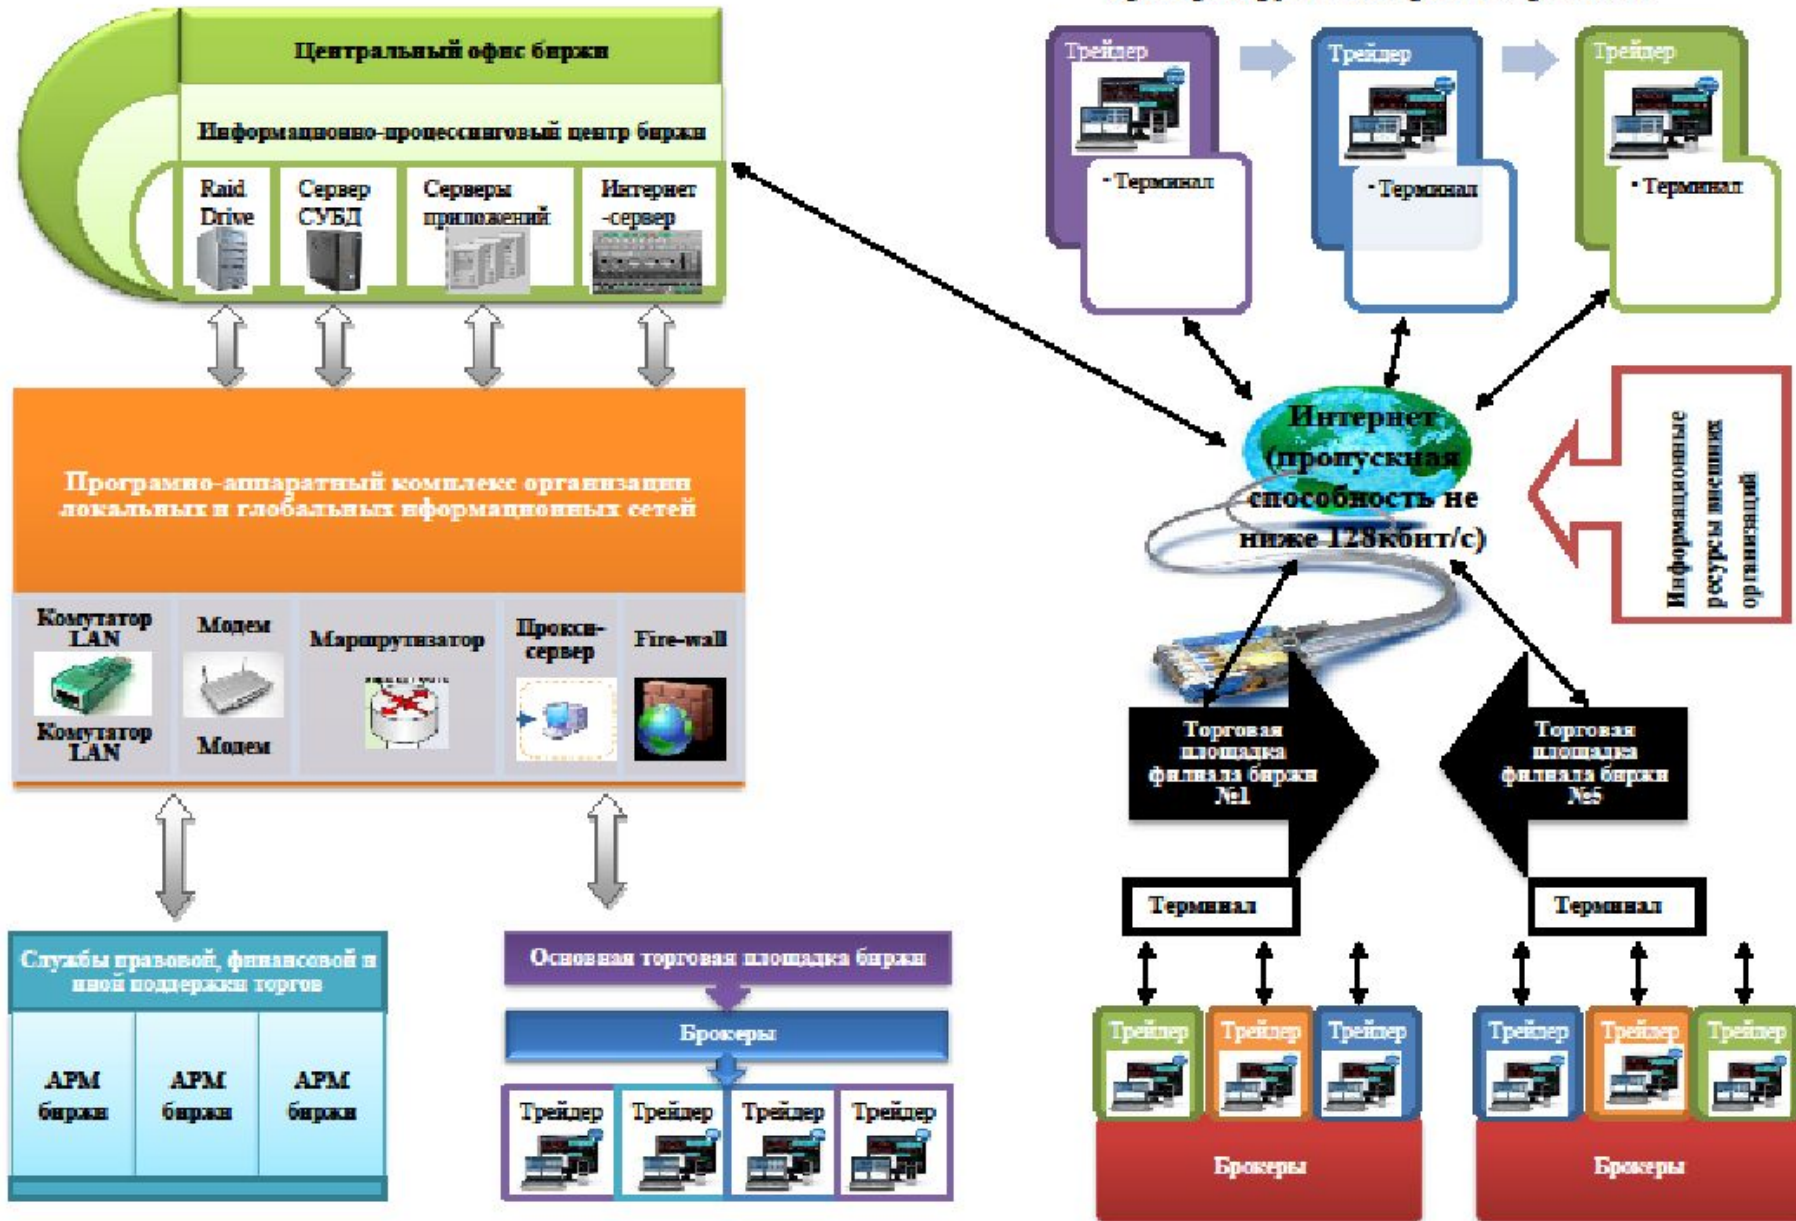 Центральный офис биржи
Информационно-процессинговый центр биржи
Raid
Drive
Сервер
СУБД
Серверы
приложений
Интернет
-сервер
Програмно-аппаратный комплекс организации
локальных и глобальных иформационных сетей
Комутатор
LAN
Модем
Маршрутизатор
Прокси-
сервер
Fire-wall
Комутатор
LAN
Модем
Службы правовой, финансовой и
иной поддержки торгов
АРМ
биржи
АРМ
биржи
АРМ
биржи
Основная торговая площадка биржи
Брокеры
Трейдер
Трейдер
Трейдер
Трейдер
Трейдер
Трейдер
Трейдер
- Терминал
- Терминал
- Терминал
Интернет
(пропускная
способность не
ниже 128кбит/с)
Информационные
ресурсы внешних
организаций
Торговая
площадка
филиала биржи
№1
Торговая
площадка
филиала биржи
№5
Терминал
Терминал
Трейдер
Трейдер
Трейдер
Трейдер
Трейдер
Трейдер
Брокеры
Брокеры